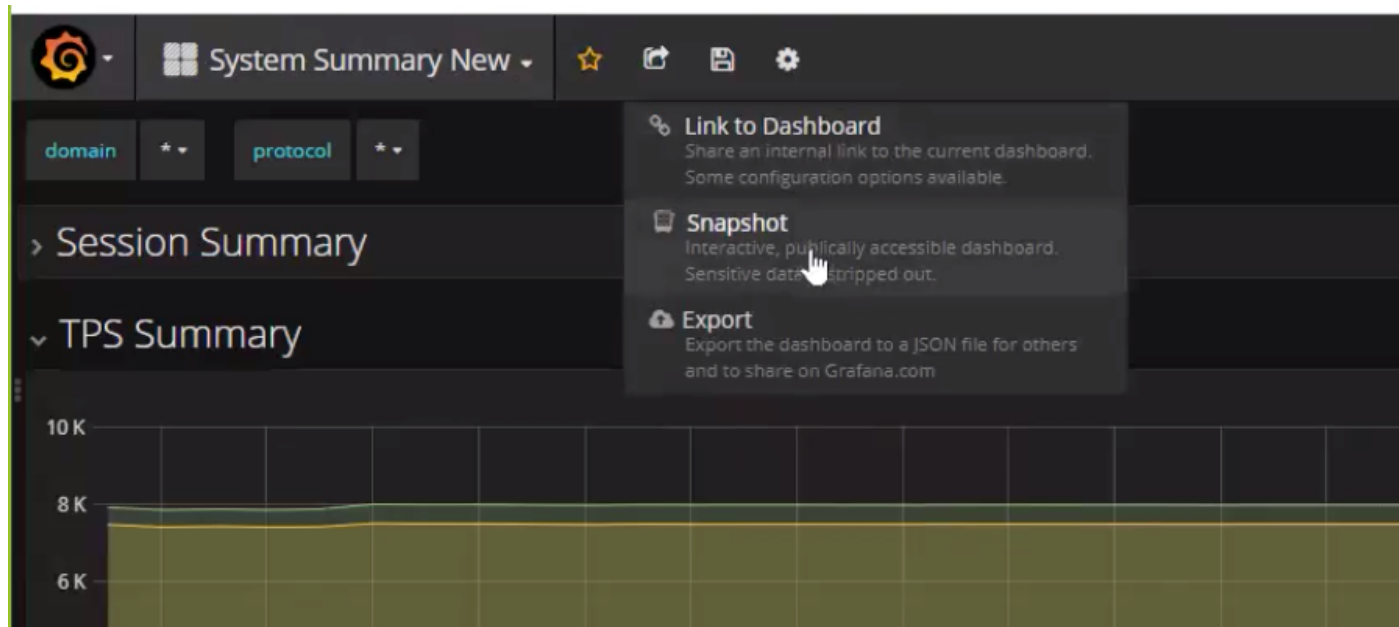 System Summary New
domain * protocol *
Link to Dashboard
Share an internal link to the current dashboard.
Some configuration options available.
Snapshot
Interactive, publically accessible dashboard.
Sensitive data stripped out.
Session Summary
TPS Summary
Export
Export the dashboard to a JSON file for others
and to share on Grafana.com
10 K
8 K
6 K